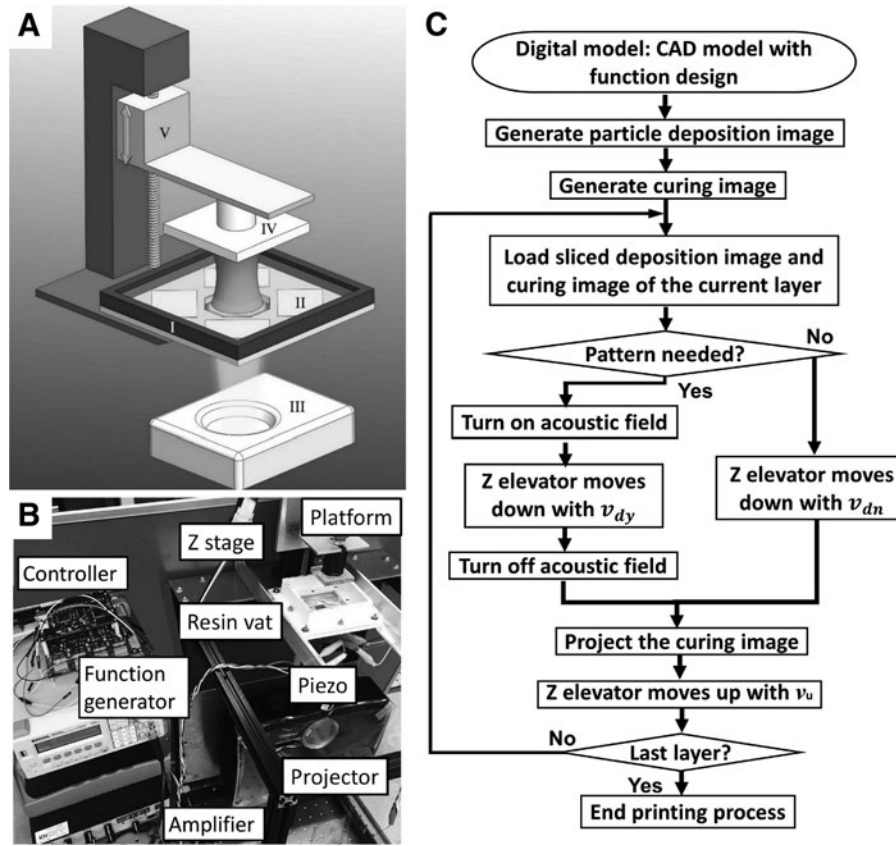 A
V
IV
II
I
III
B
Platform
Z stage
Controller
Resin vat
Function
generator
Piezo
Projector
Amplifier
C
Digital model: CAD model with
function design
Generate particle deposition image
Generate curing image
Load sliced deposition image and
curing image of the current layer
Pattern needed?
No
Yes
Turn on acoustic field
Z elevator moves
down with v_dy
Z elevator moves
down with v_dn
Turn off acoustic field
Project the curing image
Z elevator moves up with v_u
No
Last layer?
Yes
End printing process